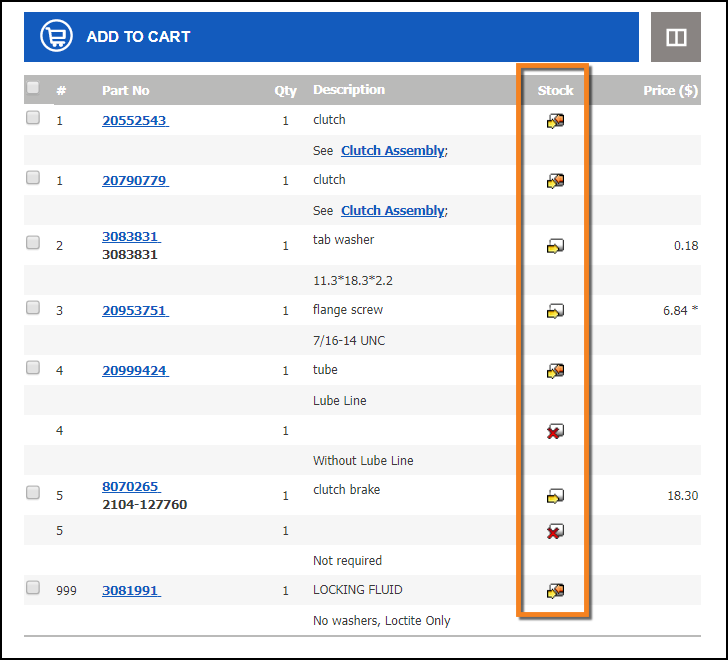 ADD TO CART
# Part No Qty Description Stock Price ($)
1 20552543 1 clutch
See Clutch Assembly;
1 20790779 1 clutch
See Clutch Assembly;
2 3083831 1 tab washer 0.18
3083831
11.3*18.3*2.2
3 20953751 1 flange screw 6.84 *
7/16-14 UNC
4 20999424 1 tube
Lube Line
4 1
Without Lube Line
5 8070265 1 clutch brake 18.30
2104-127760
5 1
Not required
999 3081991 1 LOCKING FLUID
No washers, Loctite Only